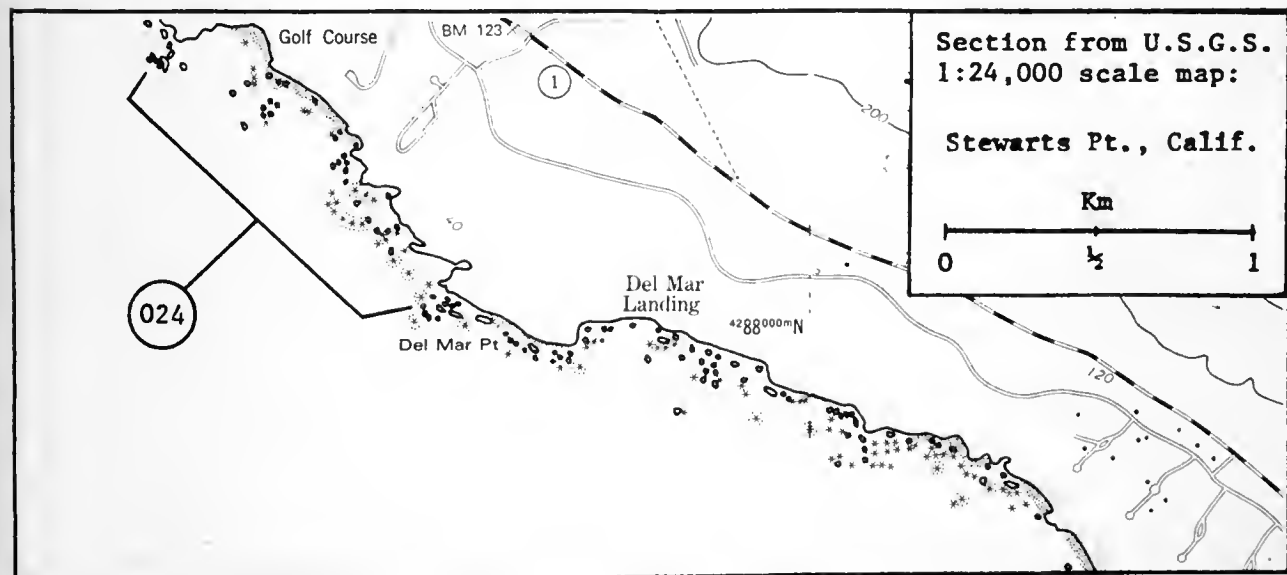 Golf Course
BM 123
1
200
Section from U.S.G.S.
1:24,000 scale map:
Stewarts Pt., Calif.
Km
0 ½ 1
40
024
Del Mar
Landing
4288000mN
Del Mar Pt
120